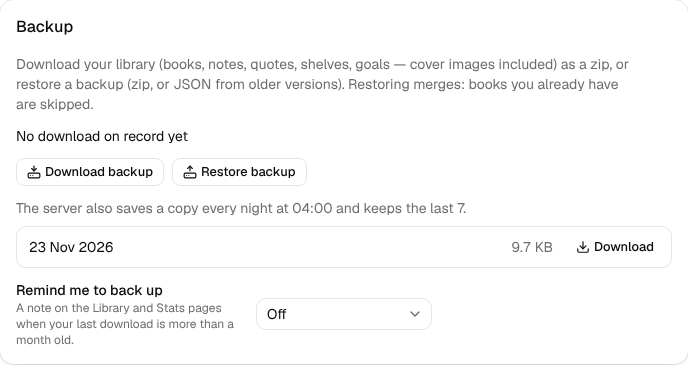 Backup
Download your library (books, notes, quotes, shelves, goals — cover images included) as a zip, or
restore a backup (zip, or JSON from older versions). Restoring merges: books you already have
are skipped.
No download on record yet
Download backup
Restore backup
The server also saves a copy every night at 04:00 and keeps the last 7.
23 Nov 2026
9.7 KB
Download
Remind me to back up
A note on the Library and Stats pages
when your last download is more than a
month old.
Off